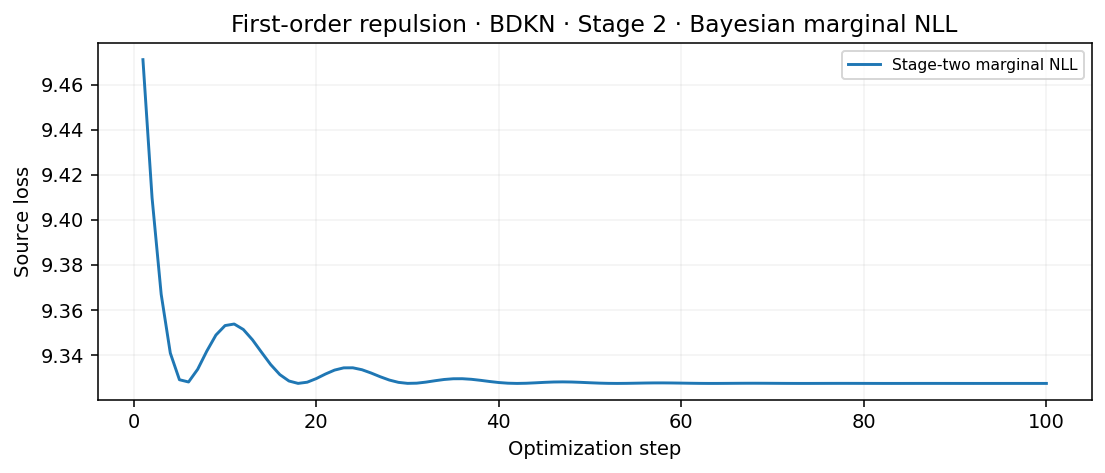 First-order repulsion · BDKN · Stage 2 · Bayesian marginal NLL
Stage-two marginal NLL
Source loss
9.46
9.44
9.42
9.40
9.38
9.36
9.34
0 20 40 60 80 100
Optimization step